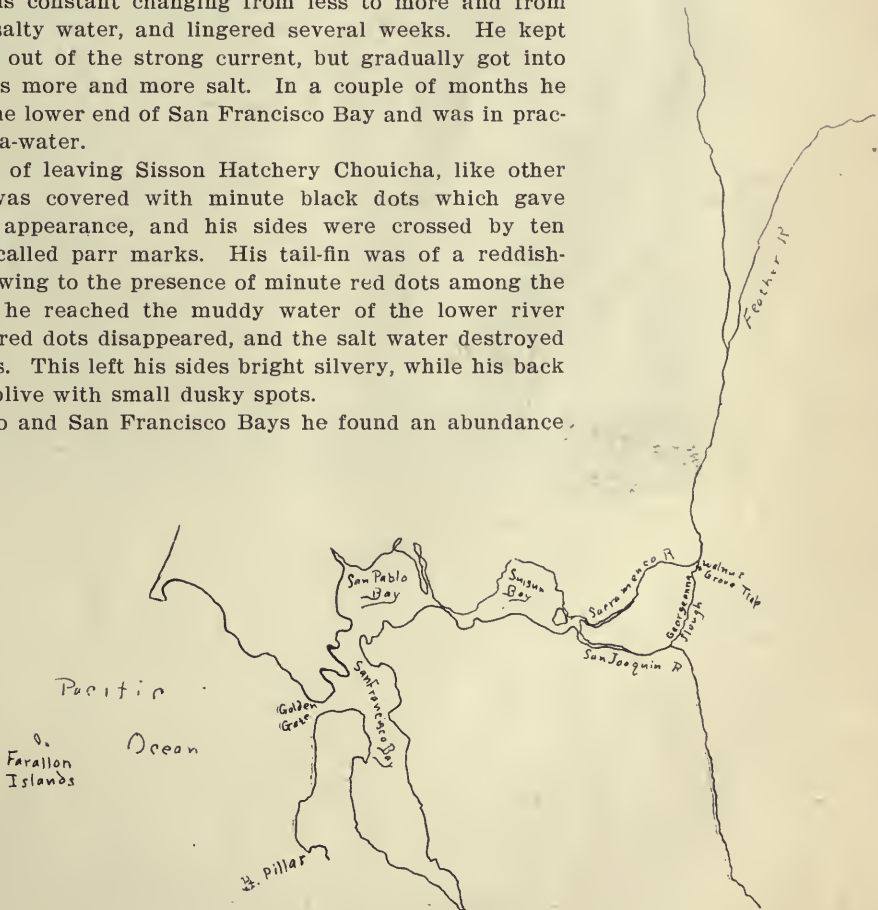 is constant changing from less to more and from
salty water, and lingered several weeks. He kept
out of the strong current, but gradually got into
s more and more salt. In a couple of months he
he lower end of San Francisco Bay and was in prac-
a-water.
of leaving Sisson Hatchery Chouicha, like other
was covered with minute black dots which gave
appearance, and his sides were crossed by ten
called parr marks. His tail-fin was of a reddish-
wing to the presence of minute red dots among the
he reached the muddy water of the lower river
red dots disappeared, and the salt water destroyed
s. This left his sides bright silvery, while his back
olive with small dusky spots.
o and San Francisco Bays he found an abundance
Feather R
San Pablo
Bay
Suisun
Bay
Sacramenco R
Walnut
Grove
Georgeanna
Slough
San Joaquin R
Golden
Gate
San Francisco Bay
Pacific
Ocean
Farallon
Islands
Pt. Pillar